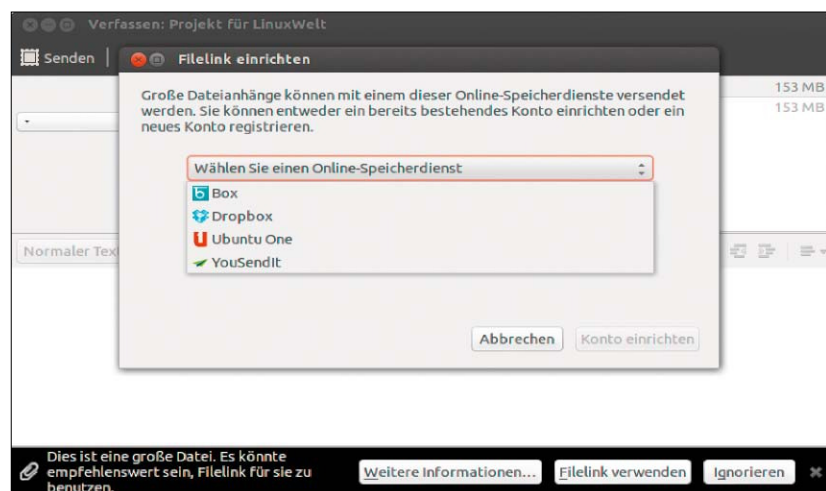 Verfassen: Projekt für LinuxWelt
Senden
Filelink einrichten
Große Dateianhänge können mit einem dieser Online-Speicherdienste versendet
werden. Sie können entweder ein bereits bestehendes Konto einrichten oder ein
neues Konto registrieren.
153 MB
153 MB
Wählen Sie einen Online-Speicherdienst
Box
Dropbox
Ubuntu One
YouSendIt
Normaler Tex
Abbrechen
Konto einrichten
Dies ist eine große Datei. Es könnte
empfehlenswert sein, Filelink für sie zu
benutzen.
Weitere Informationen...
Filelink verwenden
Ignorieren